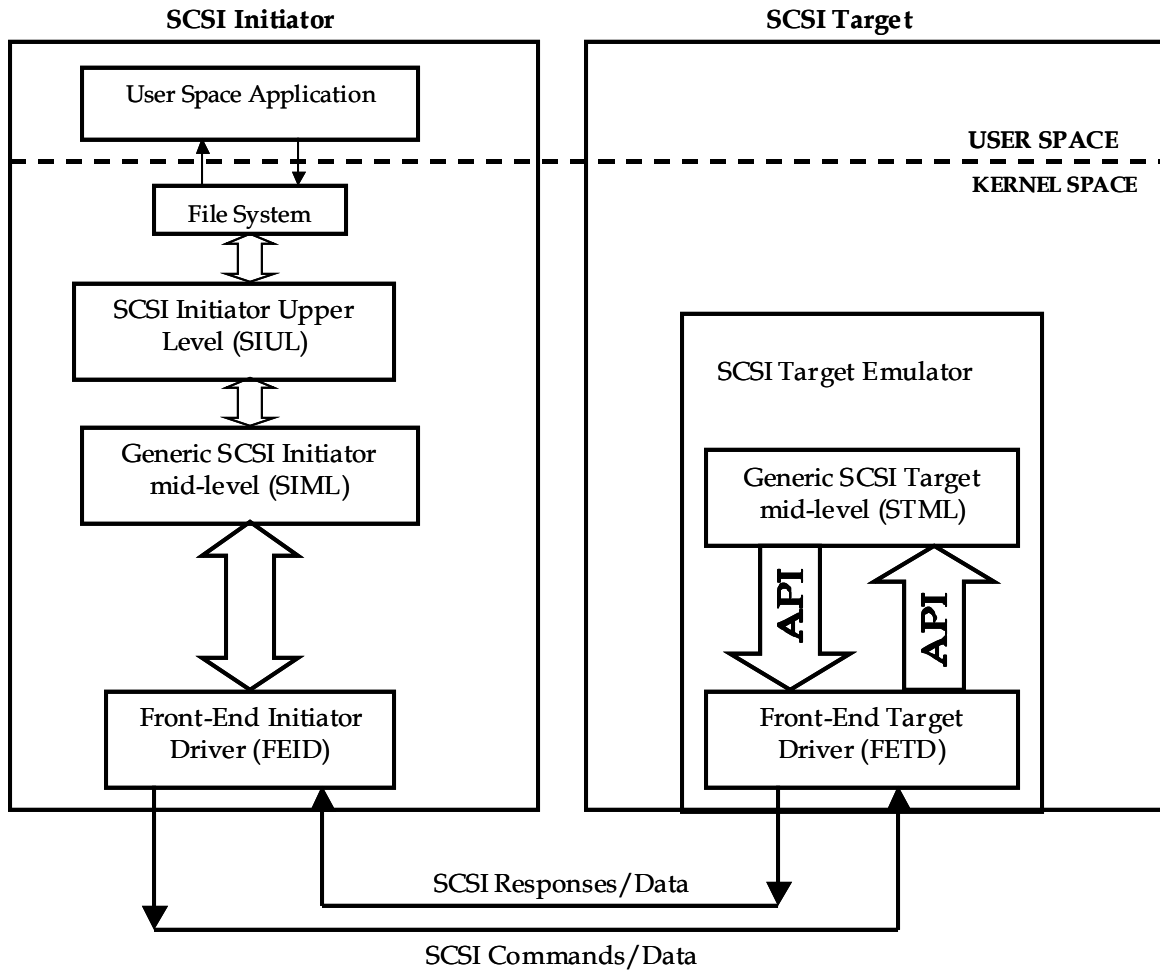 SCSI Initiator
SCSI Target
User Space Application
USER SPACE
KERNEL SPACE
File System
SCSI Initiator Upper
Level (SIUL)
SCSI Target Emulator
Generic SCSI Initiator
mid-level (SIML)
Generic SCSI Target
mid-level (STML)
API
API
Front-End Initiator
Driver (FEID)
Front-End Target
Driver (FETD)
SCSI Responses/Data
SCSI Commands/Data